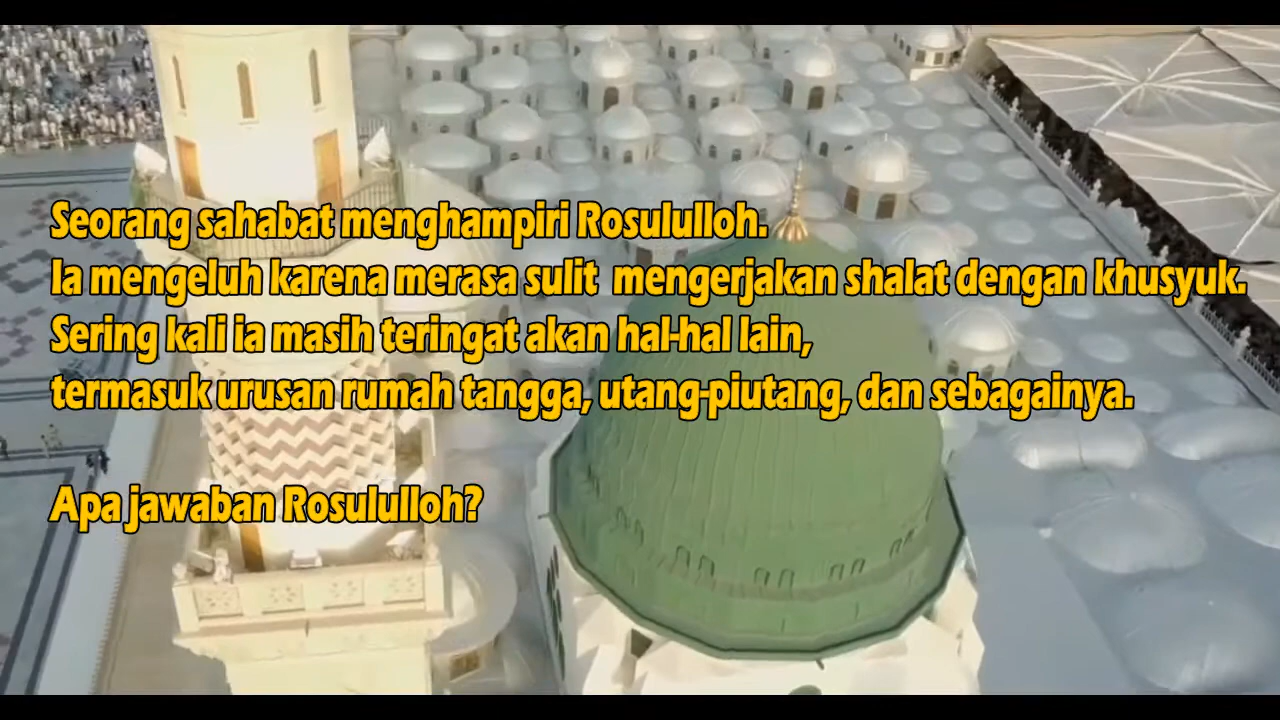 Seorang sahabat menghampiri Rosululloh.
Ia mengeluh karena merasa sulit mengerjakan shalat dengan khusyuk.
Sering kali ia masih teringat akan hal-hal lain,
termasuk urusan rumah tangga, utang-piutang, dan sebagainya.
Apa jawaban Rosululloh?